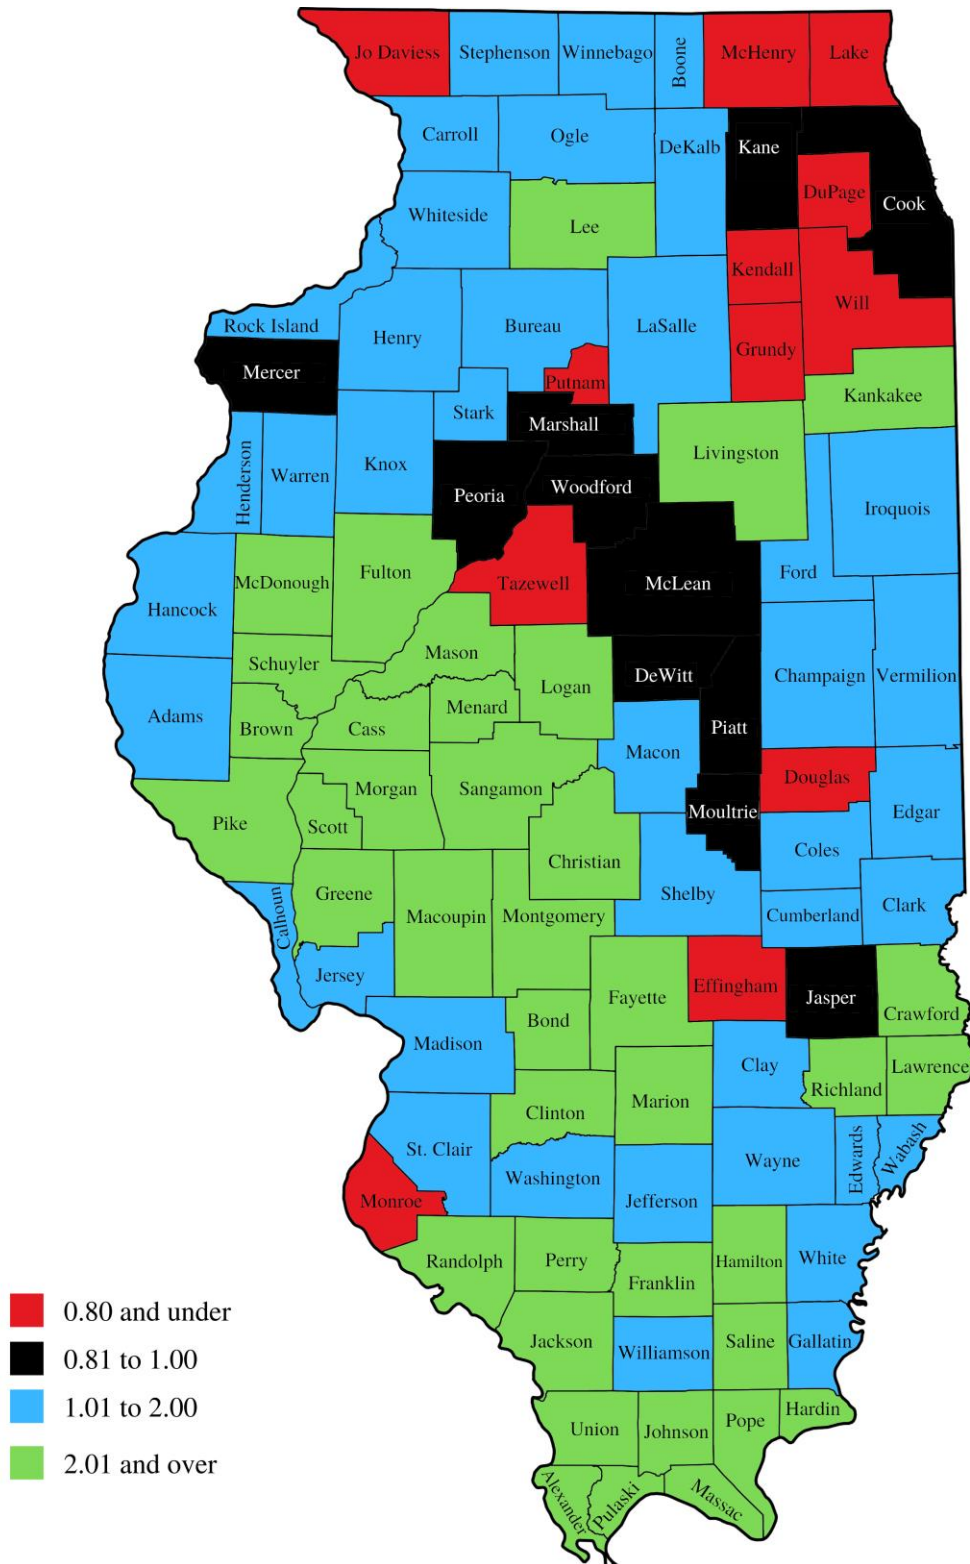 Jo Daviess
Stephenson
Winnebago
Boone
McHenry
Lake
Carroll
Ogle
DeKalb
Kane
DuPage
Cook
Whiteside
Lee
Kendall
Will
Rock Island
Henry
Bureau
LaSalle
Grundy
Mercer
Putnam
Kankakee
Stark
Marshall
Henderson
Warren
Knox
Livingston
Peoria
Woodford
Iroquois
Hancock
McDonough
Fulton
Tazewell
McLean
Ford
Schuyler
Mason
Logan
DeWitt
Champaign
Vermilion
Adams
Brown
Cass
Menard
Macon
Piatt
Pike
Scott
Morgan
Sangamon
Christian
Moultrie
Douglas
Edgar
Coles
Calhoun
Greene
Macoupin
Montgomery
Shelby
Cumberland
Clark
Jersey
Fayette
Effingham
Jasper
Crawford
Madison
Bond
Clay
Richland
Lawrence
Clinton
Marion
St. Clair
Washington
Jefferson
Wayne
Edwards
Wabash
Monroe
Randolph
Perry
Franklin
Hamilton
White
Jackson
Williamson
Saline
Gallatin
Union
Johnson
Pope
Hardin
Alexander
Pulaski
Massac
0.80 and under
0.81 to 1.00
1.01 to 2.00
2.01 and over